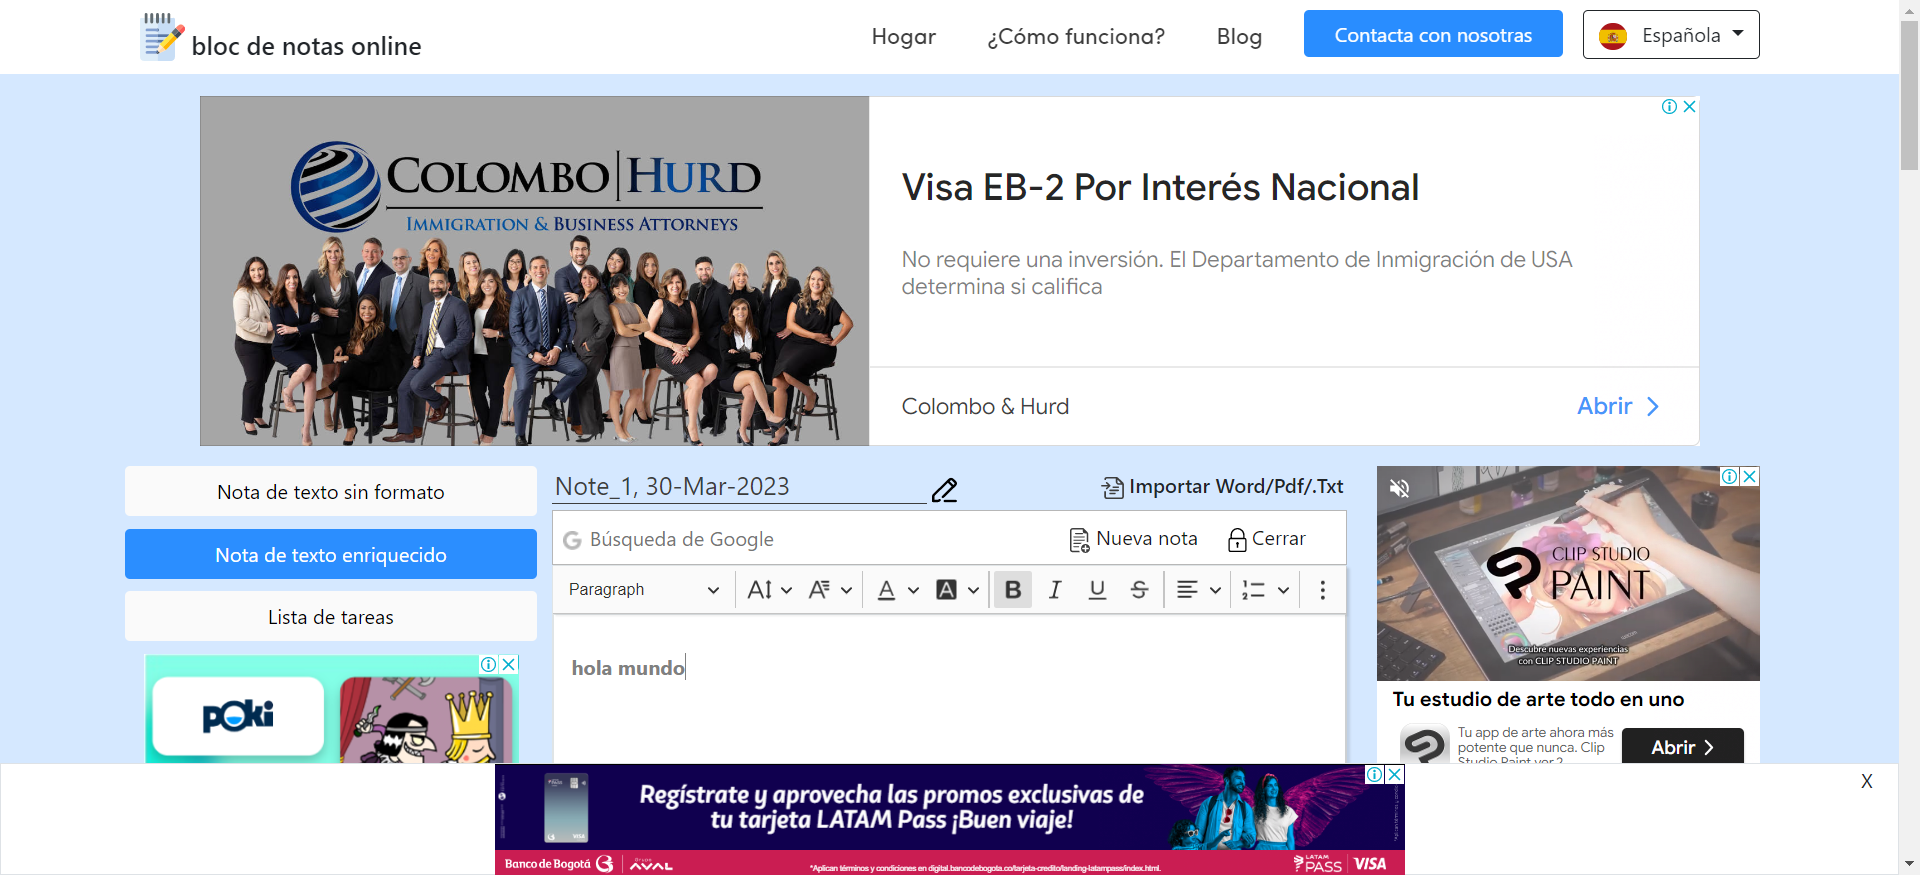 bloc de notas online
Hogar
¿Cómo funciona?
Blog
Contacta con nosotras
Española
COLOMBO|HURD
IMMIGRATION & BUSINESS ATTORNEYS
Visa EB-2 Por Interés Nacional
No requiere una inversión. El Departamento de Inmigración de USA
determina si califica
Colombo & Hurd
Abrir
Nota de texto sin formato
Nota de texto enriquecido
Lista de tareas
Note_1, 30-Mar-2023
Importar Word/Pdf/.Txt
Búsqueda de Google
Nueva nota
Cerrar
Paragraph
hola mundo
CLIP STUDIO
PAINT
Descubre nuevas experiencias
con CLIP STUDIO PAINT
Tu estudio de arte todo en uno
Tu app de arte ahora más
potente que nunca. Clip
Studio Paint ver.2
Abrir
POKI
X
Regístrate y aprovecha las promos exclusivas de
tu tarjeta LATAM Pass ¡Buen viaje!
Banco de Bogotá
Grupo
AVAL
*Aplican términos y condiciones en digital.bancodebogota.co/tarjeta-credito/landing-latampass/index.html.
LATAM
PASS
VISA